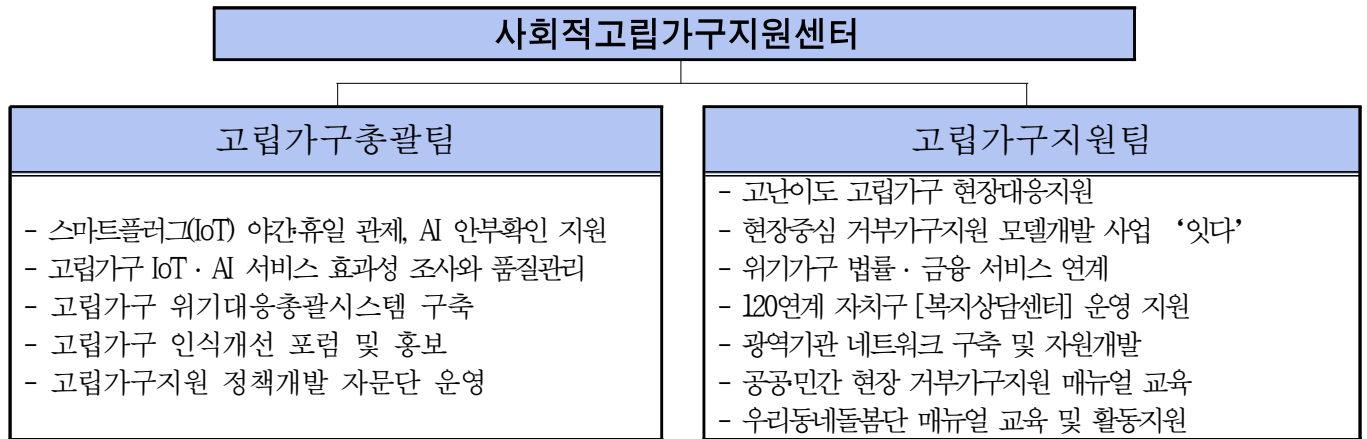 사회적고립가구지원센터
고립가구총괄팀
- 스마트플러그(IoT) 야간·휴일 관제, AI 안부확인 지원
- 고립가구 IoT · AI 서비스 효과성 조사와 품질관리
- 고립가구 위기대응총괄시스템 구축
- 고립가구 인식개선 포럼 및 홍보
- 고립가구지원 정책개발 자문단 운영
고립가구지원팀
- 고난이도 고립가구 현장대응지원
- 현장중심 거부가구지원 모델개발 사업 ‘잇다’
- 위기가구 법률 · 금융 서비스 연계
- 120연계 자치구 [복지상담센터] 운영 지원
- 광역기관 네트워크 구축 및 자원개발
- 공공·민간 현장 거부가구지원 매뉴얼 교육
- 우리동네돌봄단 매뉴얼 교육 및 활동지원